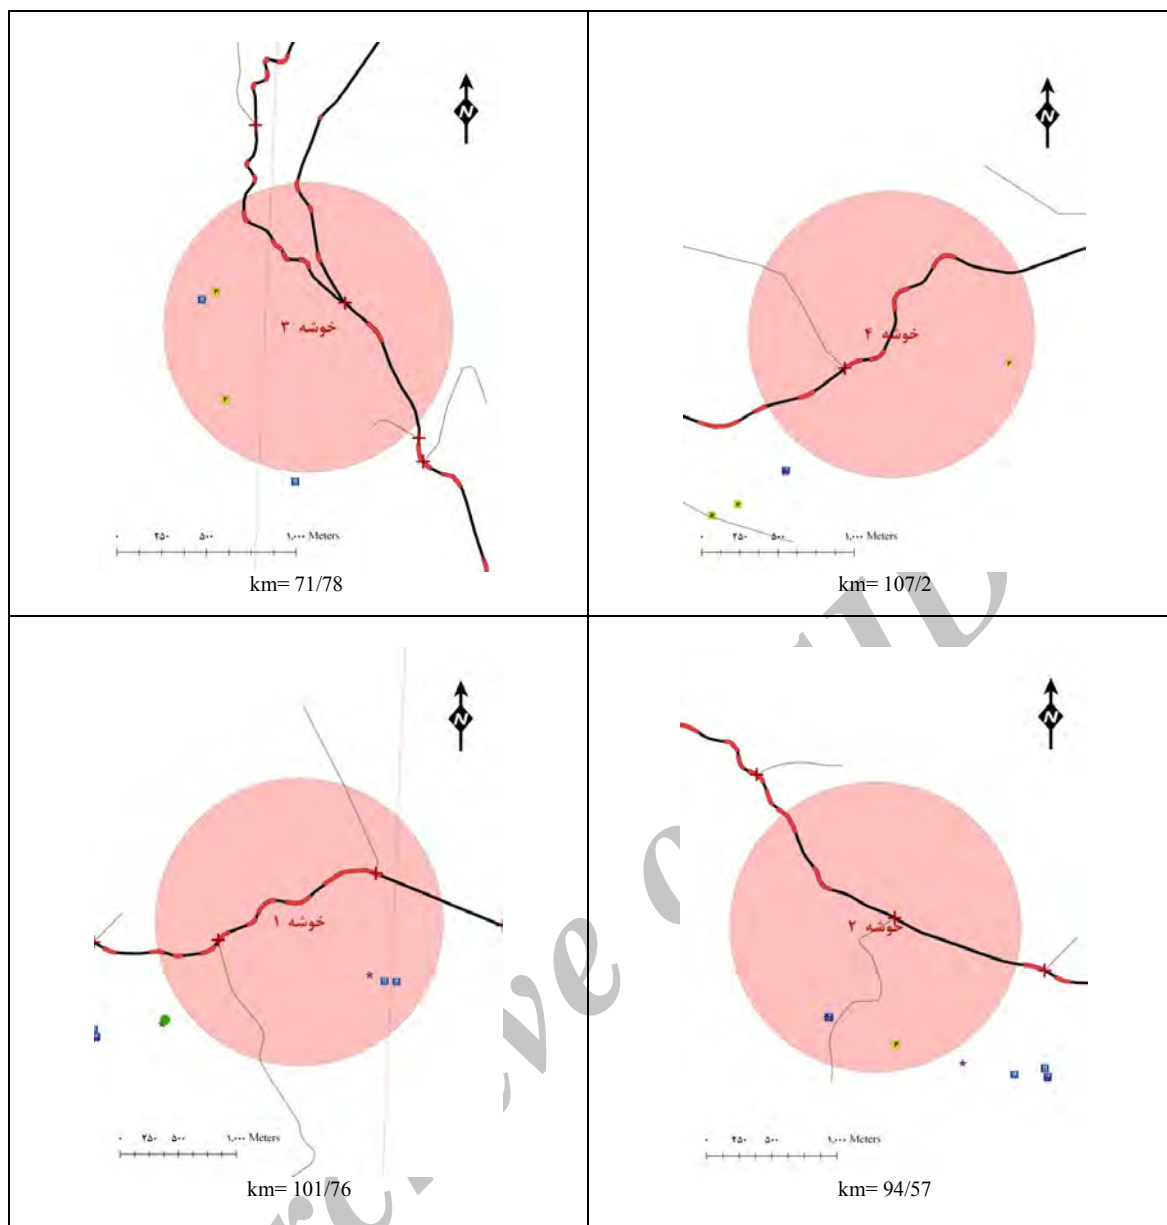 N
خوشه ۳
۰ ۲۵۰ ۵۰۰ ۱,۰۰۰ Meters
km= 71/78
N
خوشه ۴
۰ ۲۵۰ ۵۰۰ ۱,۰۰۰ Meters
km= 107/2
N
خوشه ۱
۰ ۲۵۰ ۵۰۰ ۱,۰۰۰ Meters
km= 101/76
N
خوشه ۲
۰ ۲۵۰ ۵۰۰ ۱,۰۰۰ Meters
km= 94/57